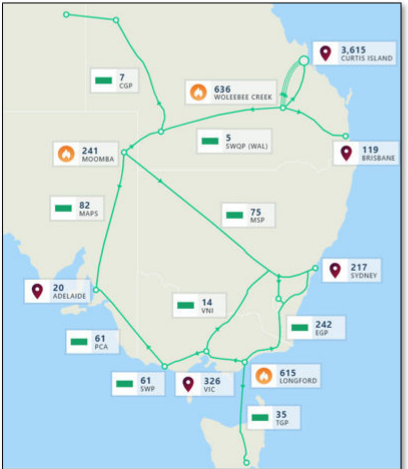 3,615
CURTIS ISLAND
7
CGP
636
WOLEEBEE CREEK
5
SWQP (WAL)
119
BRISBANE
241
MOOMBA
82
MAPS
75
MSP
217
SYDNEY
20
ADELAIDE
14
VNI
242
EGP
61
PCA
615
LONGFORD
61
SWP
326
VIC
35
TGP